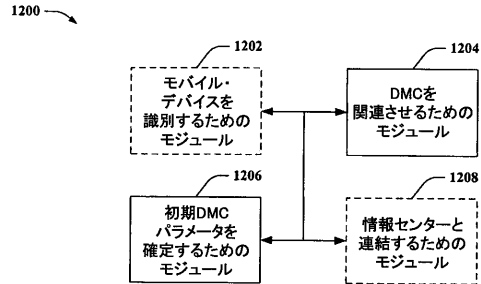 1200
1202
モバイル・
デバイスを
識別するための
モジュール
1204
DMCを
関連させるための
モジュール
1206
初期DMC
パラメータを
確定するための
モジュール
1208
情報センターと
連結するための
モジュール